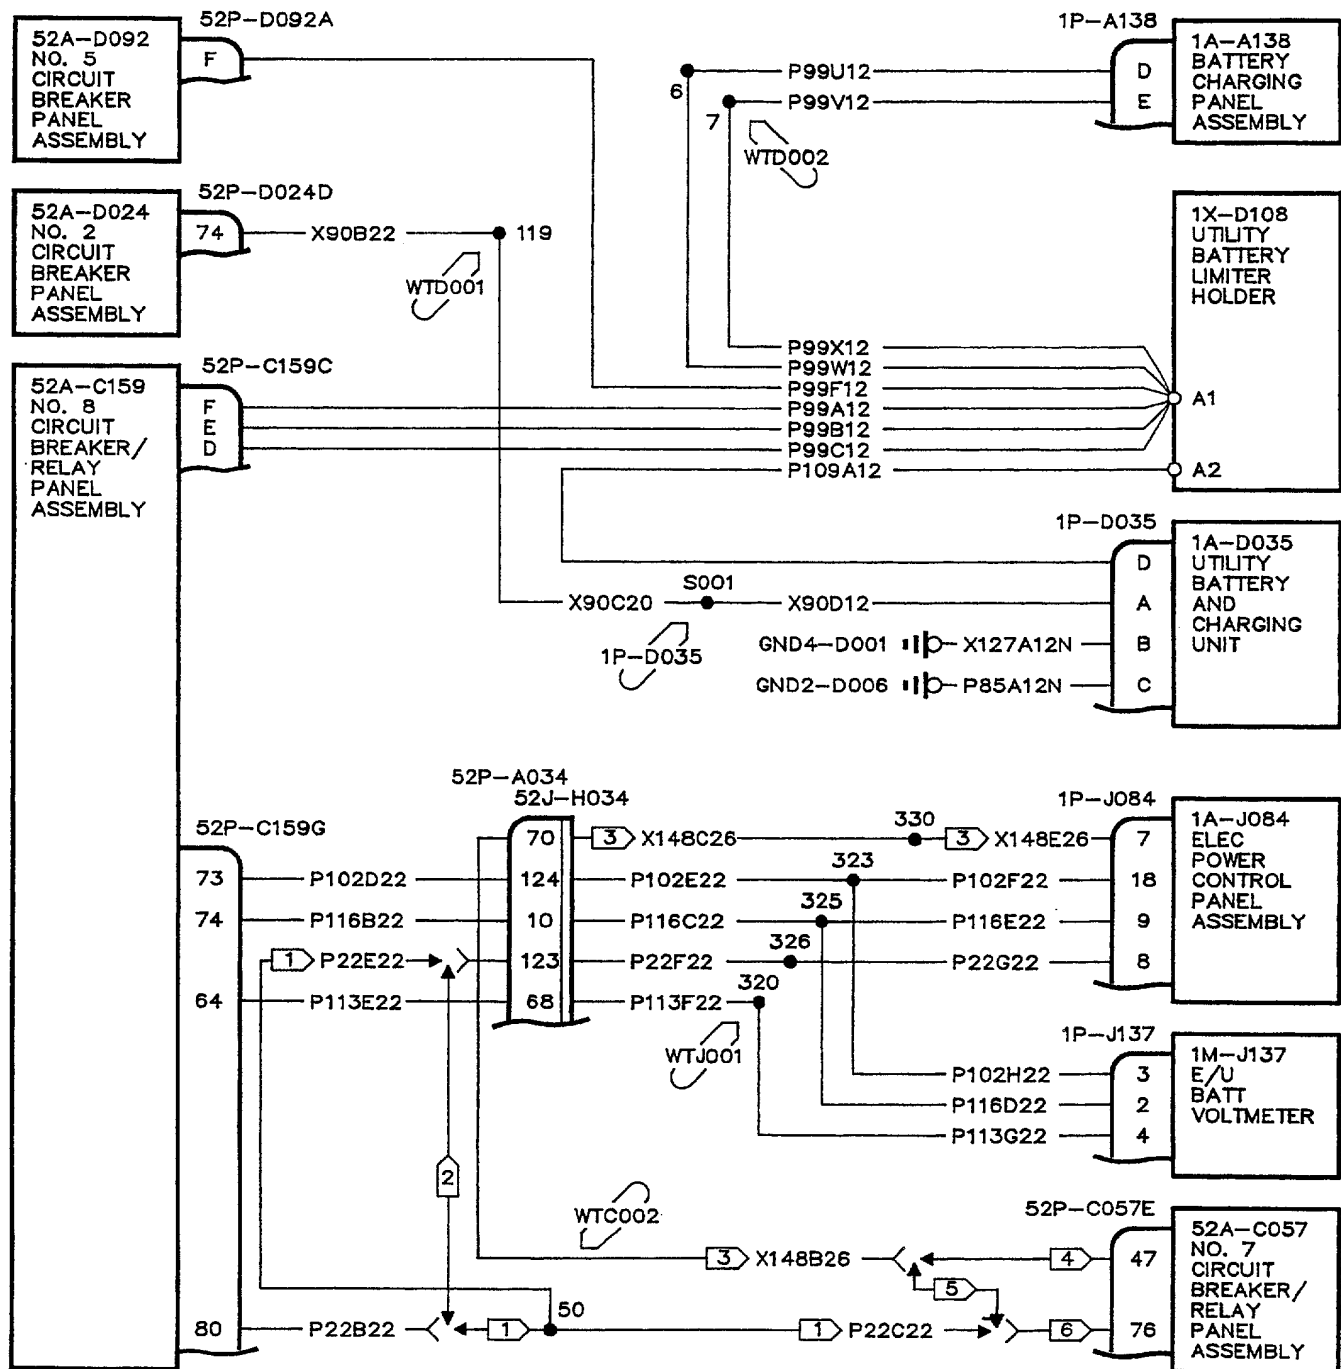 52P-D092A
52A-D092
NO. 5
CIRCUIT
BREAKER
PANEL
ASSEMBLY
F
1P-A138
1A-A138
BATTERY
CHARGING
PANEL
ASSEMBLY
D
E
P99U12
P99V12
6
7
WTD002
52P-D024D
52A-D024
NO. 2
CIRCUIT
BREAKER
PANEL
ASSEMBLY
74
X90B22
119
WTD001
1X-D108
UTILITY
BATTERY
LIMITER
HOLDER
A1
A2
52P-C159C
52A-C159
NO. 8
CIRCUIT
BREAKER/
RELAY
PANEL
ASSEMBLY
F
E
D
P99X12
P99W12
P99F12
P99A12
P99B12
P99C12
P109A12
1P-D035
1A-D035
UTILITY
BATTERY
AND
CHARGING
UNIT
D
A
B
C
S001
X90C20
X90D12
1P-D035
GND4-D001
X127A12N
GND2-D006
P85A12N
52P-A034
52J-H034
52P-C159G
73
74
64
80
P102D22
P116B22
1
P22E22
P113E22
70
124
10
123
68
3
X148C26
330
3
X148E26
P102E22
323
P102F22
P116C22
325
P116E22
P22F22
326
P22G22
P113F22
320
WTJ001
1P-J084
1A-J084
ELEC
POWER
CONTROL
PANEL
ASSEMBLY
7
18
9
8
1P-J137
1M-J137
E/U
BATT
VOLTMETER
3
2
4
P102H22
P116D22
P113G22
2
WTC002
52P-C057E
52A-C057
NO. 7
CIRCUIT
BREAKER/
RELAY
PANEL
ASSEMBLY
47
76
3
X148B26
4
5
P22B22
1
50
1
P22C22
6